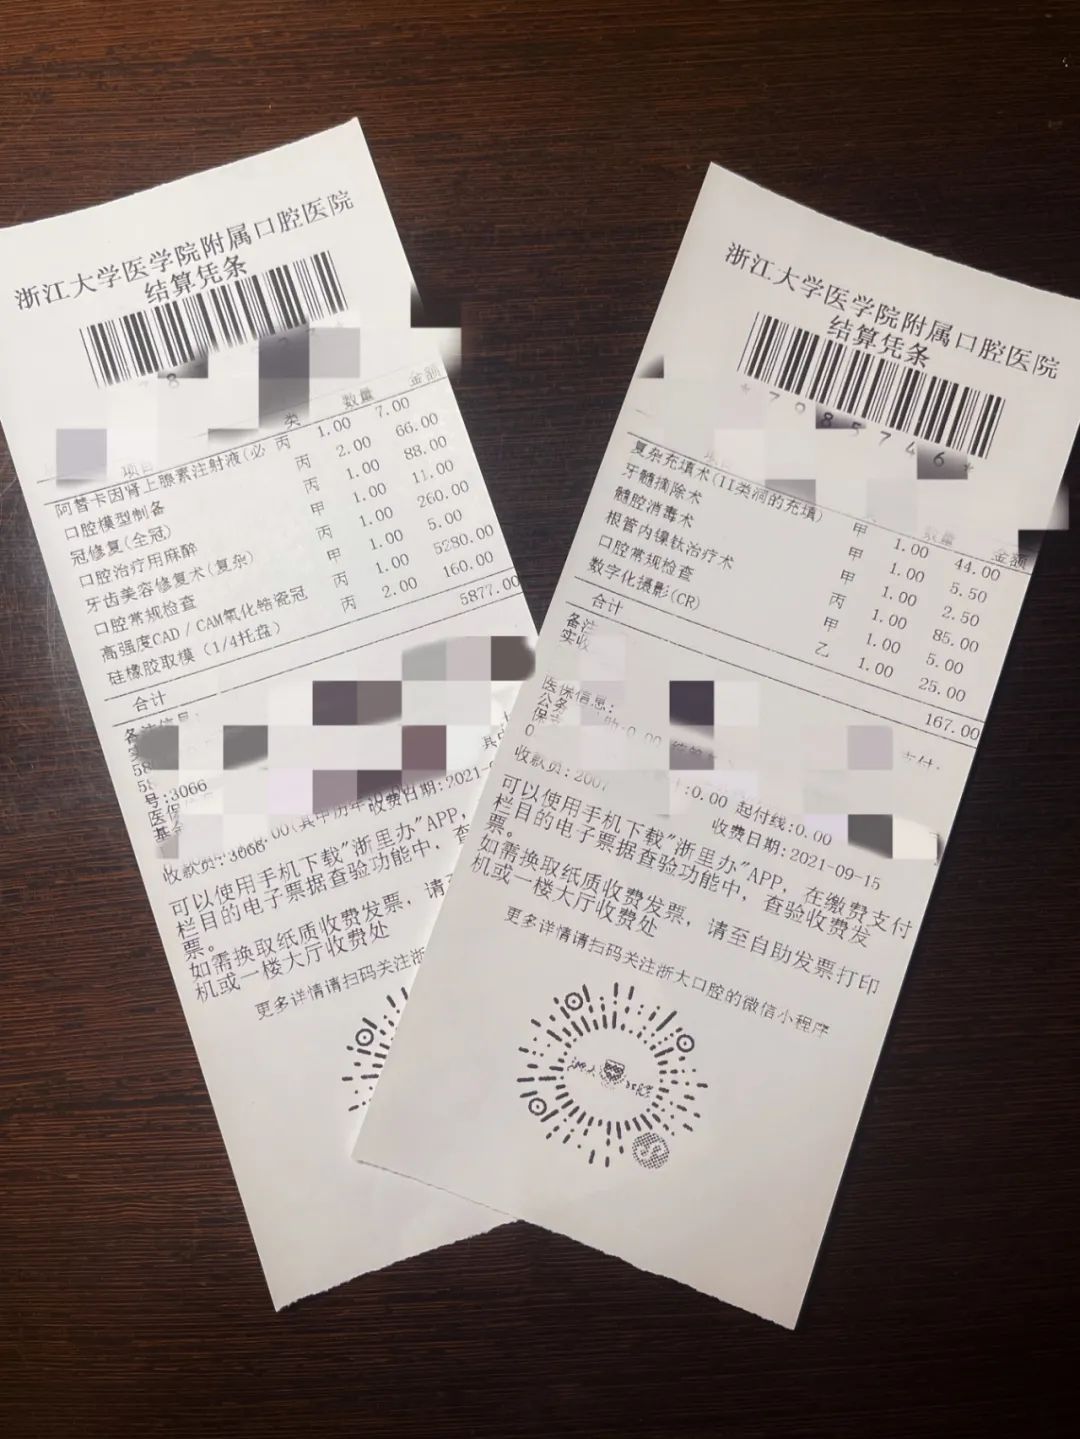 浙江大学医学院附属口腔医院
结算凭条
项目 类 数量 金额
阿替卡因肾上腺素注射液(必 丙 1.00 7.00
口腔模型制备 丙 2.00 66.00
冠修复(全冠) 丙 1.00 88.00
口腔治疗用麻醉 甲 1.00 11.00
牙齿美容修复术(复杂) 丙 1.00 260.00
口腔常规检查 甲 1.00 5.00
高强度CAD/CAM氧化锆瓷冠 丙 1.00 5280.00
硅橡胶取模(1/4托盘) 丙 2.00 160.00
合计 5877.00
号:3066
收款员:3066 收费日期:2021-
可以使用手机下载"浙里办"APP,
栏目的电子票据查验功能中,查
票。
如需换取纸质收费发票,请
机或一楼大厅收费处
更多详情请扫码关注浙
浙江大学医学院附属口腔医院
结算凭条
*7985746*
项目 数量 金额
复杂充填术(II类洞的充填) 甲 1.00 44.00
牙髓摘除术 甲 1.00 5.50
髓腔消毒术 甲 1.00 2.50
根管内镍钛治疗术 丙 1.00 85.00
口腔常规检查 甲 1.00 5.00
数字化摄影(CR) 乙 1.00 25.00
合计 167.00
备注
实收
医保信息:
:0.00 起付线:0.00
收款员:2007 收费日期:2021-09-15
可以使用手机下载"浙里办"APP,在缴费支付
栏目的电子票据查验功能中,查验收费发
票。
如需换取纸质收费发票,请至自助发票打印
机或一楼大厅收费处
更多详情请扫码关注浙大口腔的微信小程序